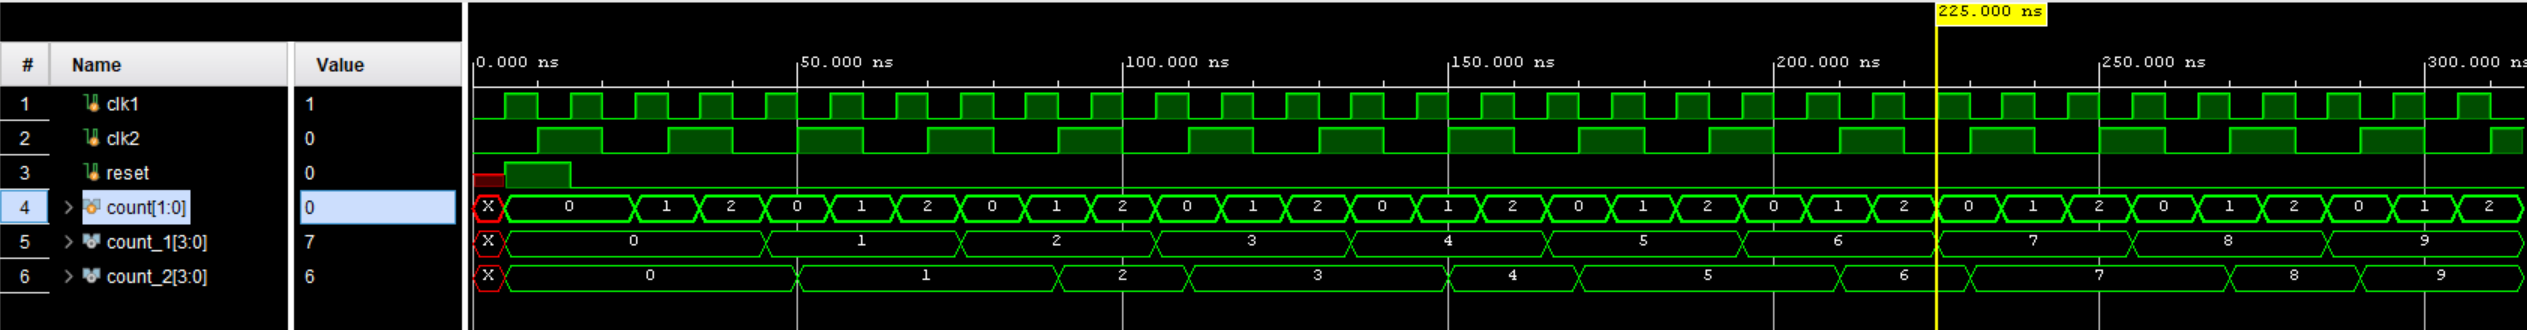 225.000 ns
# Name Value 0.000 ns 50.000 ns 100.000 ns 150.000 ns 200.000 ns 250.000 ns 300.000 ns
1 clk1 1
2 clk2 0
3 reset 0
4 count[1:0] 0 X 0 1 2 0 1 2 0 1 2 0 1 2 0 1 2 0 1 2 0 1 2 0 1 2 0 1 2 0 1 2
5 count_1[3:0] 7 X 0 1 2 3 4 5 6 7 8 9
6 count_2[3:0] 6 X 0 1 2 3 4 5 6 7 8 9